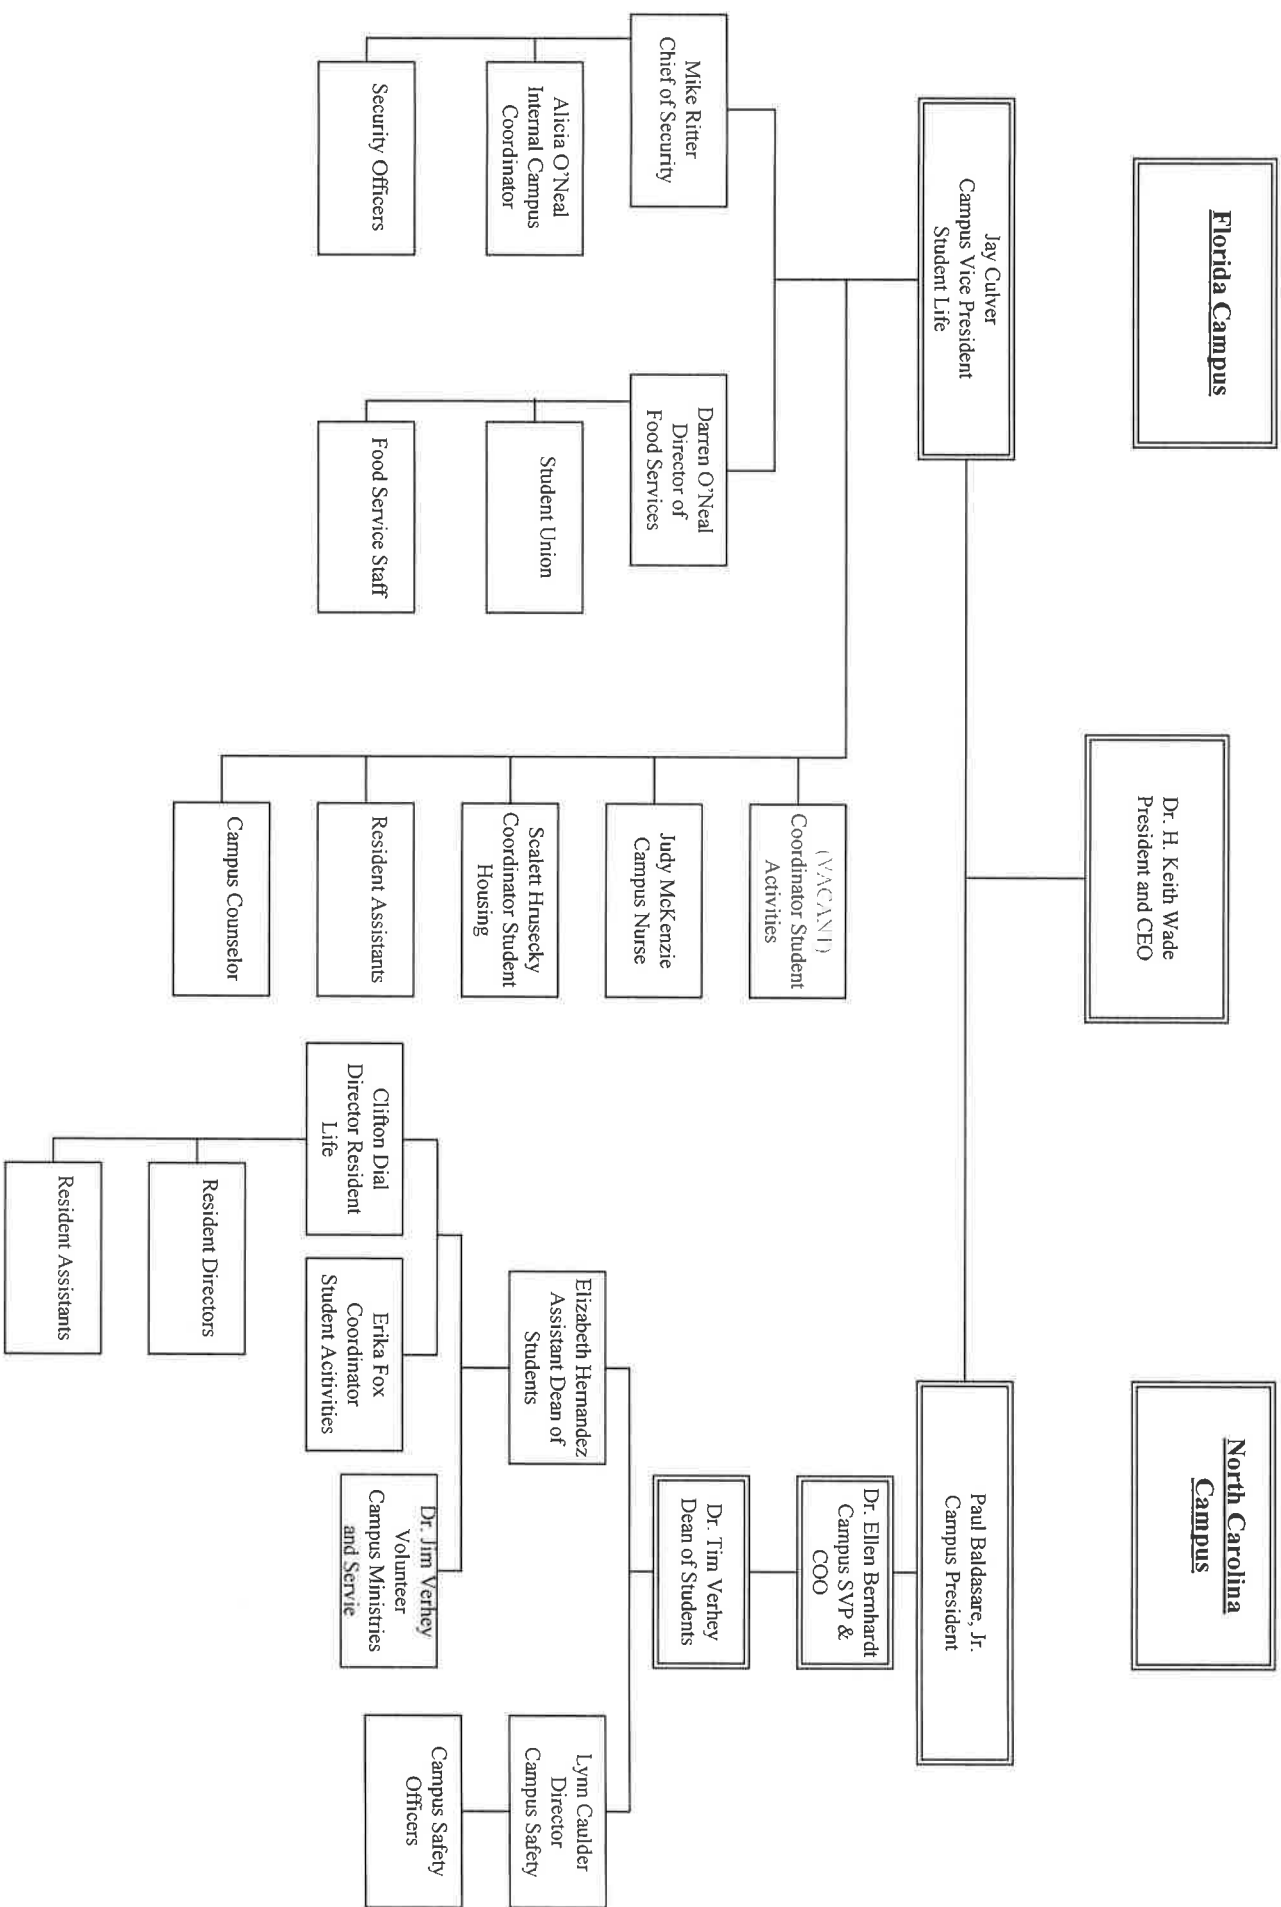 Florida Campus
North Carolina
Campus
Dr. H. Keith Wade
President and CEO
Jay Culver
Campus Vice President
Student Life
Paul Baldasare, Jr.
Campus President
Dr. Ellen Bernhardt
Campus SVP &
COO
(VACANT)
Coordinator Student
Activities
Mike Ritter
Chief of Security
Darren O'Neal
Director of
Food Services
Judy McKenzie
Campus Nurse
Dr. Tim Verhey
Dean of Students
Alicia O'Neal
Internal Campus
Coordinator
Student Union
Scalett Hrusecky
Coordinator Student
Housing
Elizabeth Hernandez
Assistant Dean of
Students
Lynn Caulder
Director
Campus Safety
Security Officers
Food Service Staff
Resident Assistants
Clifton Dial
Director Resident
Life
Erika Fox
Coordinator
Student Acitivities
Dr. Jim Verhey
Volunteer
Campus Ministries
and Servie
Campus Safety
Officers
Campus Counselor
Resident Directors
Resident Assistants